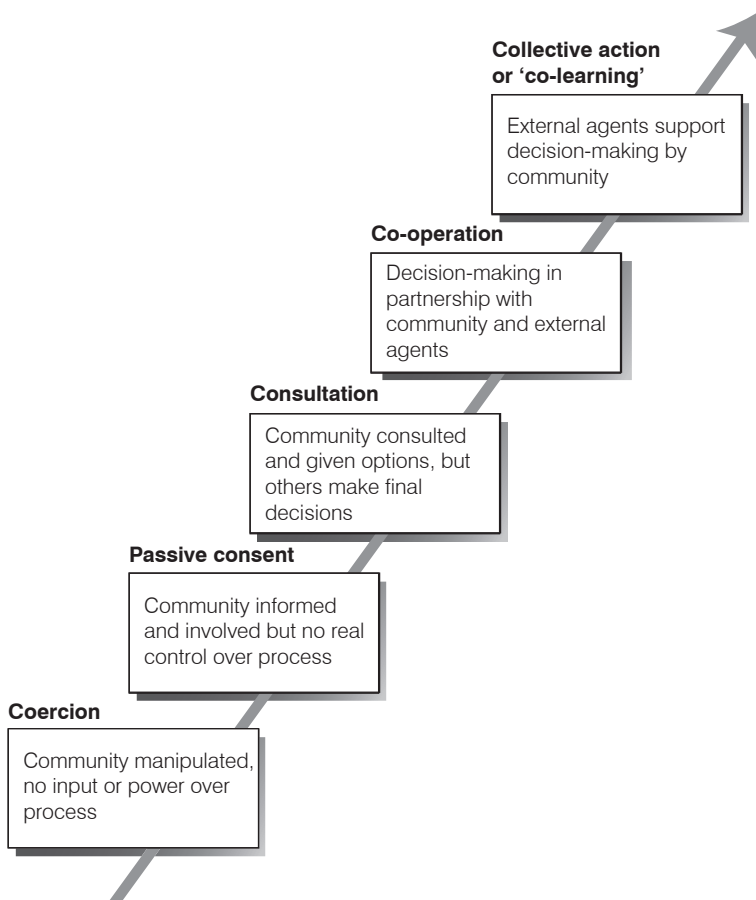 Collective action
or ‘co-learning’
External agents support
decision-making by
community
Co-operation
Decision-making in
partnership with
community and external
agents
Consultation
Community consulted
and given options, but
others make final
decisions
Passive consent
Community informed
and involved but no real
control over process
Coercion
Community manipulated,
no input or power over
process